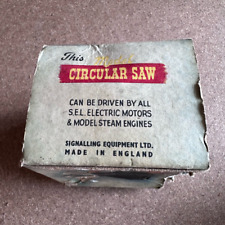 This
CIRCULAR SAW
CAN BE DRIVEN BY ALL
S.E.L. ELECTRIC MOTORS
& MODEL STEAM ENGINES
SIGNALLING EQUIPMENT LTD.
MADE IN ENGLAND